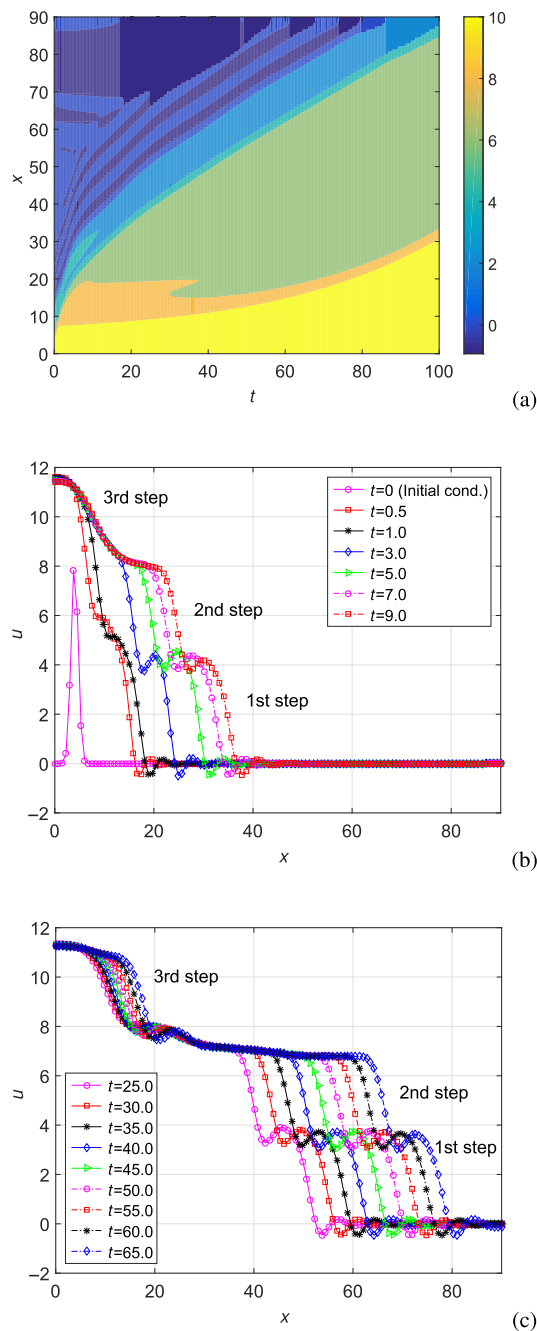 90
80
70
60
50
40
30
20
10
0
x
0
20
40
60
80
100
t
10
8
6
4
2
0
(a)
12
10
8
6
4
2
0
−2
u
3rd step
2nd step
1st step
t=0 (Initial cond.)
t=0.5
t=1.0
t=3.0
t=5.0
t=7.0
t=9.0
0
20
40
60
80
x
(b)
12
10
8
6
4
2
0
−2
u
3rd step
2nd step
1st step
t=25.0
t=30.0
t=35.0
t=40.0
t=45.0
t=50.0
t=55.0
t=60.0
t=65.0
0
20
40
60
80
x
(c)